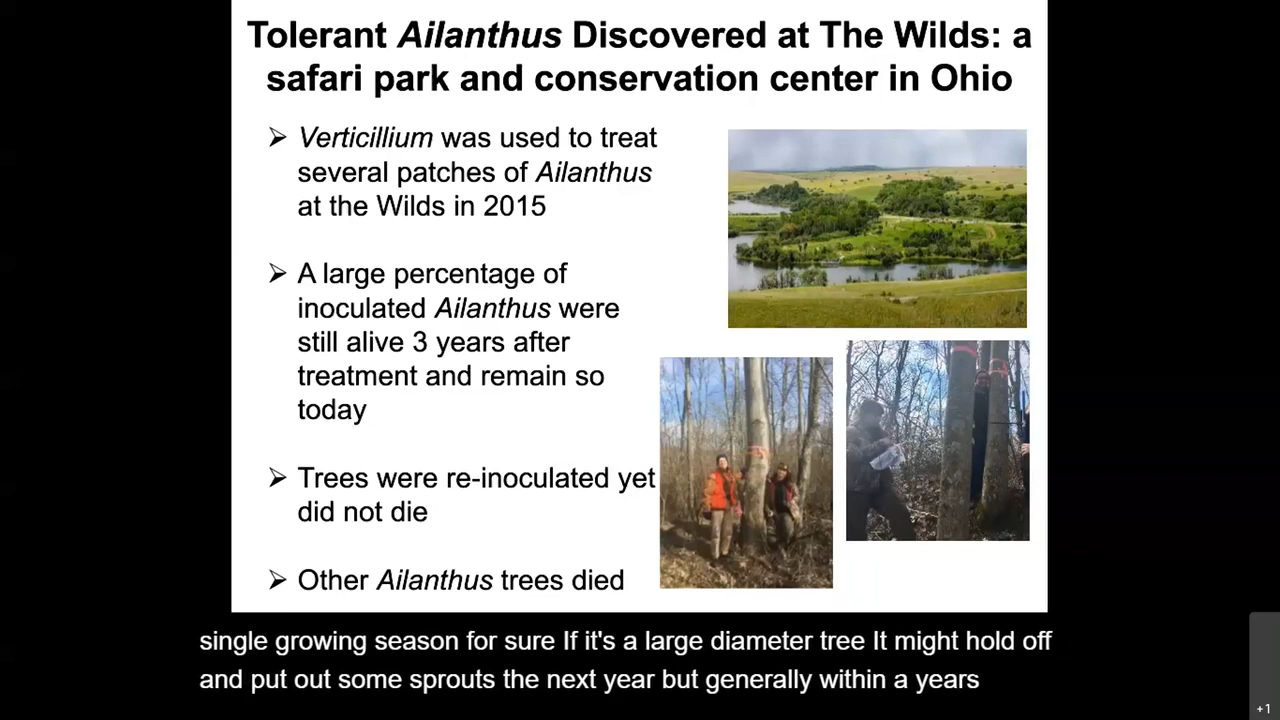 Tolerant Ailanthus Discovered at The Wilds: a
safari park and conservation center in Ohio
➢ Verticillium was used to treat
several patches of Ailanthus
at the Wilds in 2015
➢ A large percentage of
inoculated Ailanthus were
still alive 3 years after
treatment and remain so
today
➢ Trees were re-inoculated yet
did not die
➢ Other Ailanthus trees died
single growing season for sure If it's a large diameter tree It might hold off
and put out some sprouts the next year but generally within a years
+1